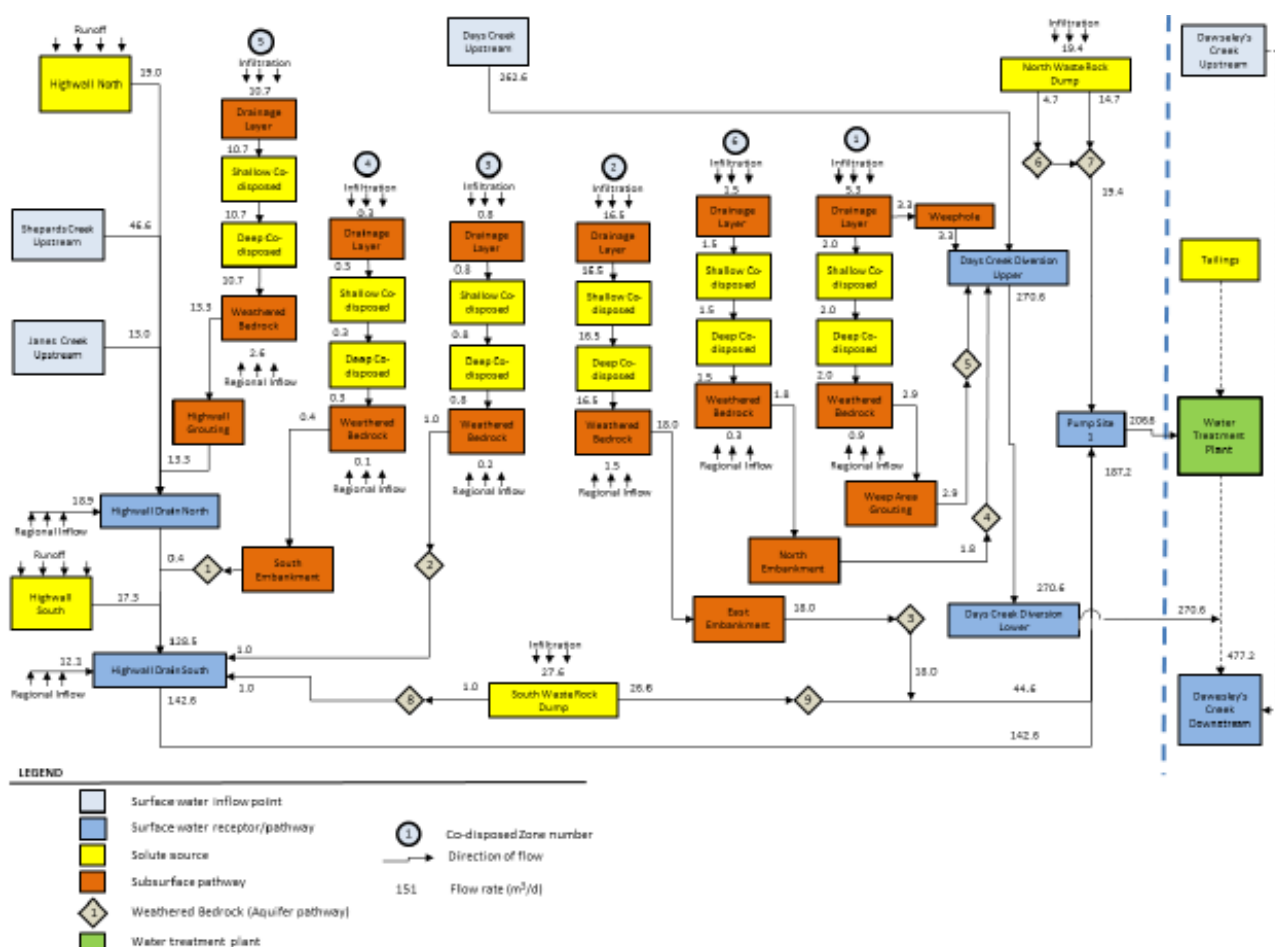 Runoff
Highwall North
19.0
5
Infiltration
10.7
Drainage
Layer
10.7
Shallow Co-
disposed
10.7
Deep Co-
disposed
10.7
Weathered
Bedrock
13.3
2.6
Regional Inflow
Highwall
Grouting
13.3
Shepards Creek
Upstream
46.6
Janes Creek
Upstream
13.0
18.9
Regional Inflow
Highwall Drain North
Runoff
Highwall
South
17.3
0.4
1
South
Embankment
128.5
12.1
Regional Inflow
Highwall Drain South
142.6
1.0
1.0
4
Infiltration
0.3
Drainage
Layer
0.3
Shallow Co-
disposed
0.3
Deep Co-
disposed
0.3
Weathered
Bedrock
0.4
0.1
Regional Inflow
3
Infiltration
0.8
Drainage
Layer
0.8
Shallow Co-
disposed
0.8
Deep Co-
disposed
0.8
Weathered
Bedrock
1.0
0.2
Regional Inflow
2
Days Creek
Upstream
262.6
2
Infiltration
16.5
Drainage
Layer
16.5
Shallow Co-
disposed
16.5
Deep Co-
disposed
16.5
Weathered
Bedrock
18.0
1.5
Regional Inflow
6
Infiltration
1.5
Drainage
Layer
1.5
Shallow Co-
disposed
1.5
Deep Co-
disposed
1.5
Weathered
Bedrock
1.8
0.3
Regional Inflow
1
Infiltration
5.3
Drainage
Layer
3.3
Weephole
3.3
2.0
Shallow Co-
disposed
2.0
Deep Co-
disposed
2.0
Weathered
Bedrock
2.9
0.9
Regional Inflow
Weep Area
Grouting
2.9
5
Days Creek Diversion
Upper
270.6
4
North
Embankment
1.8
East
Embankment
18.0
3
18.0
270.6
Days Creek Diversion
Lower
270.6
Infiltration
27.6
8
1.0
South Waste Rock
Dump
26.6
9
44.6
142.6
Infiltration
19.4
North Waste Rock
Dump
4.7
14.7
6
7
19.4
Pump Site
1
206.8
187.2
Dawseley's
Creek
Upstream
Tailings
Water
Treatment
Plant
477.2
Dawesley's
Creek
Downstream
LEGEND
Surface water inflow point
Surface water receptor/pathway
Solute source
Subsurface pathway
1
Weathered Bedrock (Aquifer pathway)
Water treatment plant
1
Co-disposed Zone number
Direction of flow
151
Flow rate (m³/d)